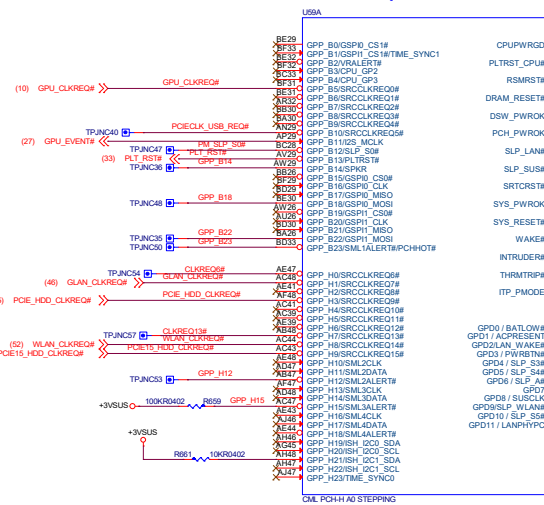 U59A
BE29 GPP_B0/GSPI0_CS1#
BF33 GPP_B1/GSPI1_CS1#/TIME_SYNC1 CPUPWRGD
BE32 GPP_B2/VRALERT#
BF32 GPP_B3/CPU_GP2 PLTRST_CPU#
BC33 GPP_B4/CPU_GP3
(10) GPU_CLKREQ# GPU_CLKREQ# BF31 GPP_B5/SRCCLKREQ0# RSMRST#
BE31 GPP_B6/SRCCLKREQ1#
AR32 GPP_B7/SRCCLKREQ2# DRAM_RESET#
BB30 GPP_B8/SRCCLKREQ3#
BA30 GPP_B9/SRCCLKREQ4# DSW_PWROK
TPJNC40 PCIECLK_USB_REQ# AN29 GPP_B10/SRCCLKREQ5# PCH_PWROK
(27) GPU_EVENT# AP29 GPP_B11/I2S_MCLK
TPJNC47 PM_SLP_S0# BC28 GPP_B12/SLP_S0# SLP_LAN#
(33) PLT_RST# PLT_RST# AV29 GPP_B13/PLTRST#
TPJNC36 GPP_B14 AW29 GPP_B14/SPKR SLP_SUS#
BB26 GPP_B15/GSPI0_CS0#
BF29 GPP_B16/GSPI0_CLK SRTCRST#
BD29 GPP_B17/GSPI0_MISO
TPJNC48 GPP_B18 BE30 GPP_B18/GSPI0_MOSI SYS_PWROK
AW26 GPP_B19/GSPI1_CS0#
AU26 GPP_B20/GSPI1_CLK SYS_RESET#
BD30 GPP_B21/GSPI1_MISO
TPJNC35 GPP_B22 BA26 GPP_B22/GSPI1_MOSI WAKE#
TPJNC50 GPP_B23 BD33 GPP_B23/SML1ALERT#/PCHHOT#
INTRUDER#
TPJNC54 CLKREQ6# AE47 GPP_H0/SRCCLKREQ6# THRMTRIP#
(46) GLAN_CLKREQ# GLAN_CLKREQ# AC48 GPP_H1/SRCCLKREQ7#
AE41 GPP_H2/SRCCLKREQ8# ITP_PMODE
PCIE_HDD_CLKREQ# PCIE_HDD_CLKREQ# AF48 GPP_H3/SRCCLKREQ9#
AC41 GPP_H4/SRCCLKREQ10#
AC39 GPP_H5/SRCCLKREQ11#
AE39 GPP_H6/SRCCLKREQ12# GPD0 / BATLOW#
TPJNC57 CLKREQ13# AB48 GPP_H7/SRCCLKREQ13# GPD1 / ACPRESENT
(52) WLAN_CLKREQ# WLAN_CLKREQ# AC44 GPP_H8/SRCCLKREQ14# GPD2/LAN_WAKE#
PCIE15_HDD_CLKREQ# PCIE15_HDD_CLKREQ# AC43 GPP_H9/SRCCLKREQ15# GPD3 / PWRBTN#
AE48 GPP_H10/SML2CLK GPD4 / SLP_S3#
AD47 GPP_H11/SML2DATA GPD5 / SLP_S4#
TPJNC53 GPP_H12 AB47 GPP_H12/SML2ALERT# GPD6 / SLP_A#
AF47 GPP_H13/SML3CLK GPD7
AD48 GPP_H14/SML3DATA GPD8 / SUSCLK
+3VSUS 100KR0402 R659 GPP_H15 AC47 GPP_H15/SML3ALERT# GPD9/SLP_WLAN#
AE43 GPP_H16/SML4CLK GPD10 / SLP_S5#
AJ46 GPP_H17/SML4DATA GPD11 / LANPHYPC
AE44 GPP_H18/SML4ALERT#
+3VSUS AH46 GPP_H19/ISH_I2C0_SDA
AG45 GPP_H20/ISH_I2C0_SCL
R661 10KR0402 AH48 GPP_H21/ISH_I2C1_SDA
AH47 GPP_H22/ISH_I2C1_SCL
AJ47 GPP_H23/TIME_SYNC0
CML PCH-H A0 STEPPING